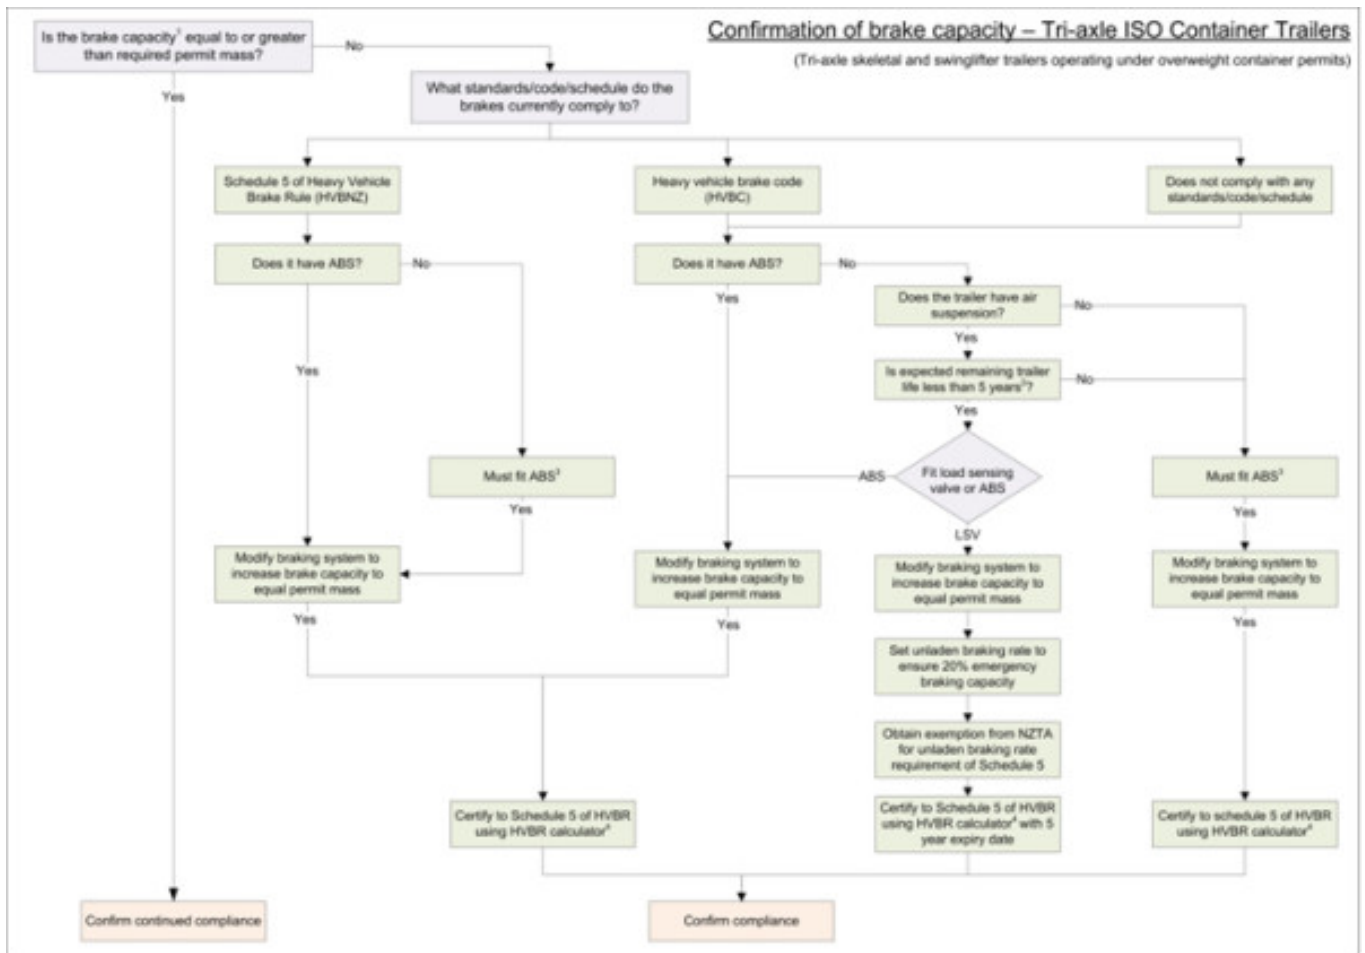 Confirmation of brake capacity – Tri-axle ISO Container Trailers
(Tri-axle skeletal and swinglifter trailers operating under overweight container permits)
Is the brake capacity¹ equal to or greater
than required permit mass?
No
Yes
What standards/code/schedule do the
brakes currently comply to?
Schedule 5 of Heavy Vehicle
Brake Rule (HVBNZ)
Heavy vehicle brake code
(HVBC)
Does not comply with any
standards/code/schedule
Does it have ABS?
No
Does it have ABS?
No
Yes
Does the trailer have air
suspension?
No
Yes
Yes
Is expected remaining trailer
life less than 5 years²?
No
Yes
Must fit ABS³
Yes
ABS
Fit load sensing
valve or ABS
LSV
Must fit ABS³
Yes
Modify braking system to
increase brake capacity to
equal permit mass
Yes
Modify braking system to
increase brake capacity to
equal permit mass
Yes
Modify braking system to
increase brake capacity to
equal permit mass
Modify braking system to
increase brake capacity to
equal permit mass
Yes
Set unladen braking rate to
ensure 20% emergency
braking capacity
Obtain exemption from NZTA
for unladen braking rate
requirement of Schedule 5
Certify to Schedule 5 of HVBR
using HVBR calculator⁴
Certify to Schedule 5 of HVBR
using HVBR calculator⁴ with 5
year expiry date
Certify to schedule 5 of HVBR
using HVBR calculator⁴
Confirm continued compliance
Confirm compliance